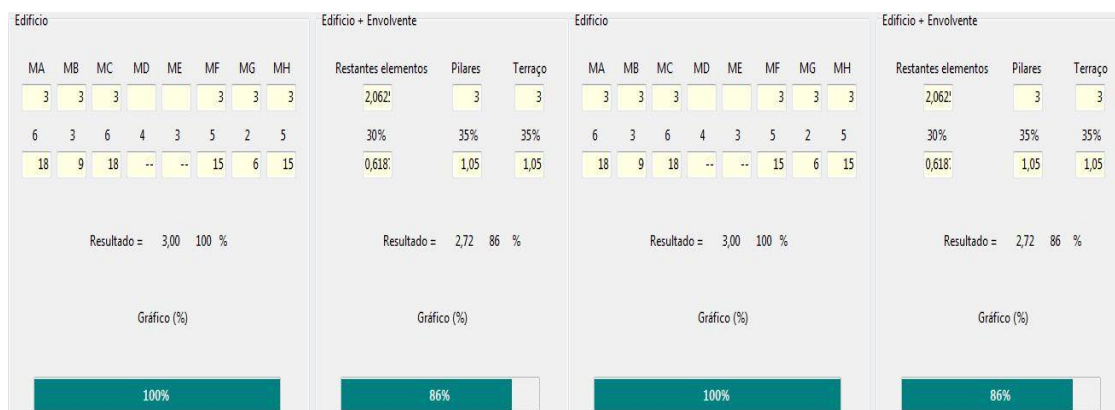 Edifício Edifício + Envolvente Edifício Edifício + Envolvente
MA MB MC MD ME MF MG MH Restantes elementos Pilares Terraço MA MB MC MD ME MF MG MH Restantes elementos Pilares Terraço
3 3 3 3 3 3 2,062 3 3 3 3 3 3 3 3 2,062 3 3
6 3 6 4 3 5 2 5 30% 35% 35% 6 3 6 4 3 5 2 5 30% 35% 35%
18 9 18 -- -- 15 6 15 0,618 1,05 1,05 18 9 18 -- -- 15 6 15 0,618 1,05 1,05
Resultado = 3,00 100 % Resultado = 2,72 86 % Resultado = 3,00 100 % Resultado = 2,72 86 %
Gráfico (%) Gráfico (%) Gráfico (%) Gráfico (%)
100% 86% 100% 86%